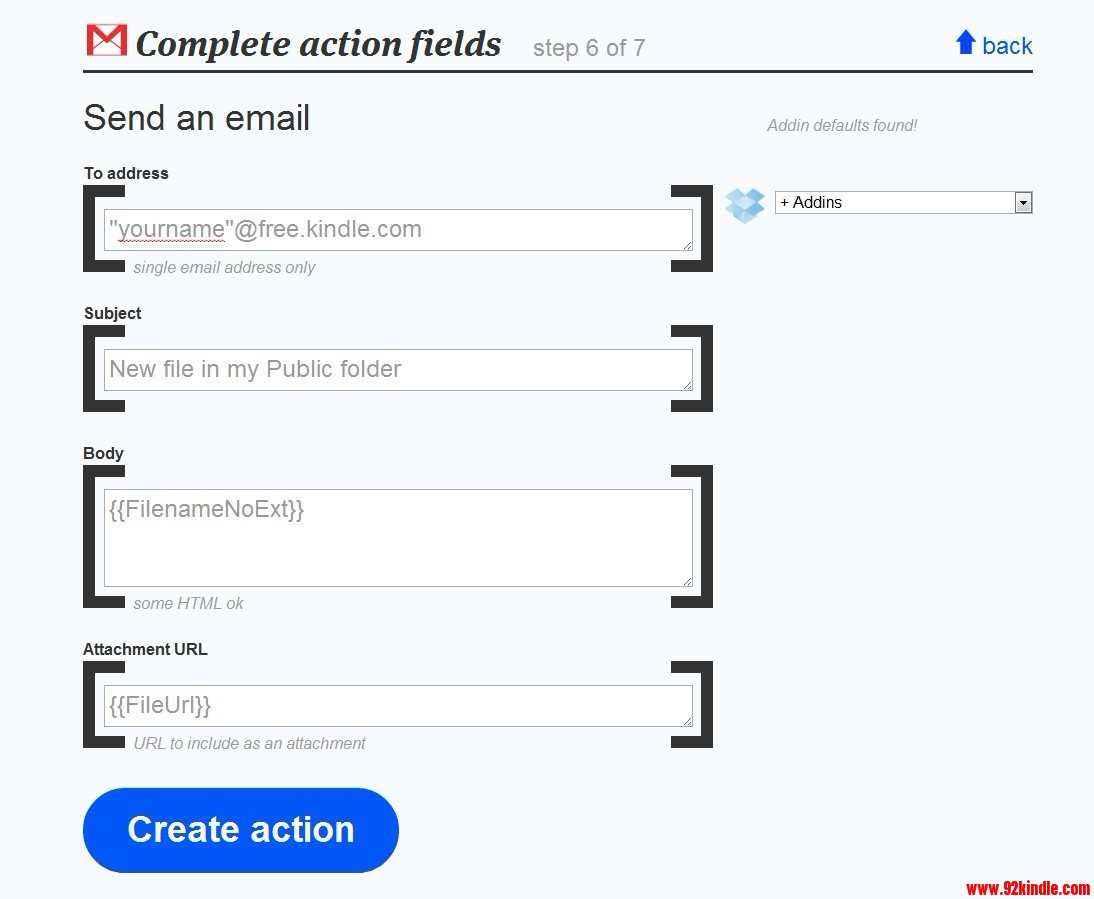 Complete action fields step 6 of 7 back
Send an email
Addin defaults found!
To address
+ Addins
"yourname"@free.kindle.com
single email address only
Subject
New file in my Public folder
Body
{{FilenameNoExt}}
some HTML ok
Attachment URL
{{FileUrl}}
URL to include as an attachment
Create action
www.92kindle.com